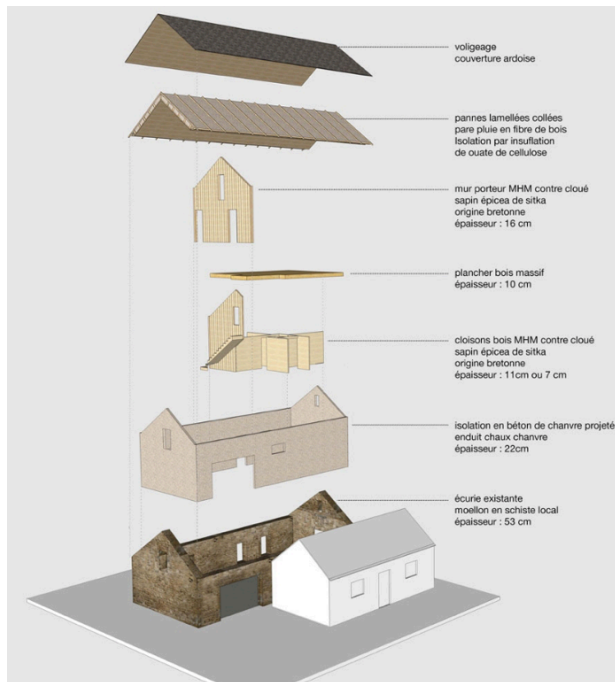 voligeage
couverture ardoise
pannes lamellées collées
pare pluie en fibre de bois
Isolation par insuflation
de ouate de cellulose
mur porteur MHM contre cloué
sapin épicea de sitka
origine bretonne
épaisseur : 16 cm
plancher bois massif
épaisseur : 10 cm
cloisons bois MHM contre cloué
sapin épicea de sitka
origine bretonne
épaisseur : 11cm ou 7 cm
isolation en béton de chanvre projeté
enduit chaux chanvre
épaisseur : 22cm
écurie existante
moellon en schiste local
épaisseur : 53 cm